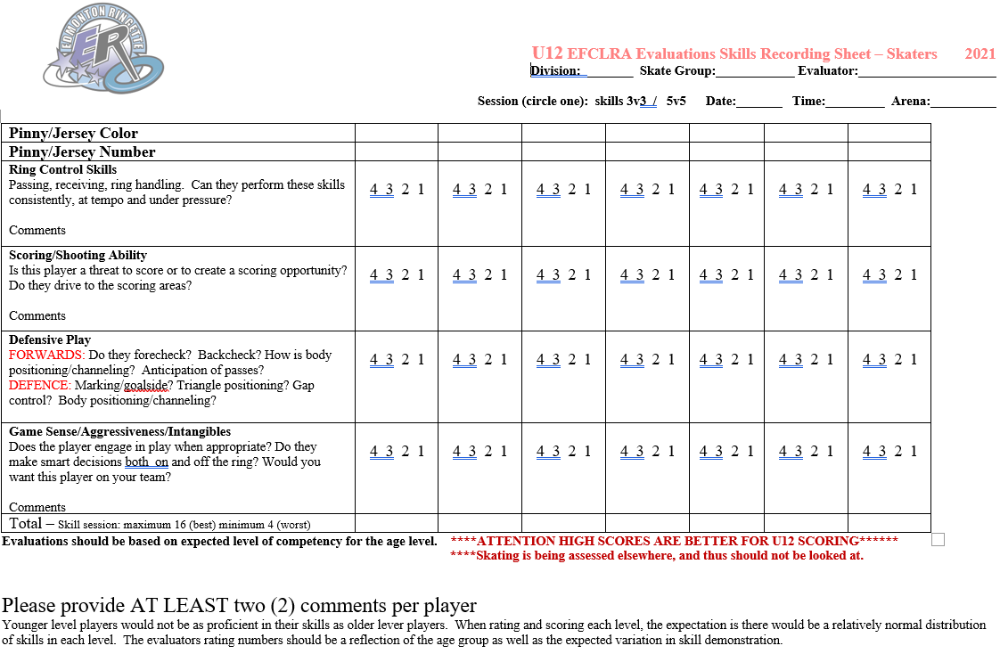 EDMONTON RINGETTE
ER
U12 EFCLRA Evaluations Skills Recording Sheet – Skaters 2021
Division:_______ Skate Group:____________ Evaluator:_____________________
Session (circle one): skills 3v3 / 5v5 Date:_______ Time:_________ Arena:__________
Pinny/Jersey Color
Pinny/Jersey Number
Ring Control Skills
Passing, receiving, ring handling. Can they perform these skills
consistently, at tempo and under pressure?
4 3 2 1 4 3 2 1 4 3 2 1 4 3 2 1 4 3 2 1 4 3 2 1 4 3 2 1
Comments
Scoring/Shooting Ability
Is this player a threat to score or to create a scoring opportunity?
Do they drive to the scoring areas?
4 3 2 1 4 3 2 1 4 3 2 1 4 3 2 1 4 3 2 1 4 3 2 1 4 3 2 1
Comments
Defensive Play
FORWARDS: Do they forecheck? Backcheck? How is body
positioning/channeling? Anticipation of passes?
DEFENCE: Marking/goalside? Triangle positioning? Gap
control? Body positioning/channeling?
4 3 2 1 4 3 2 1 4 3 2 1 4 3 2 1 4 3 2 1 4 3 2 1 4 3 2 1
Game Sense/Aggressiveness/Intangibles
Does the player engage in play when appropriate? Do they
make smart decisions both on and off the ring? Would you
want this player on your team?
4 3 2 1 4 3 2 1 4 3 2 1 4 3 2 1 4 3 2 1 4 3 2 1 4 3 2 1
Comments
Total – Skill session: maximum 16 (best) minimum 4 (worst)
Evaluations should be based on expected level of competency for the age level. ****ATTENTION HIGH SCORES ARE BETTER FOR U12 SCORING******
****Skating is being assessed elsewhere, and thus should not be looked at.
Please provide AT LEAST two (2) comments per player
Younger level players would not be as proficient in their skills as older lever players. When rating and scoring each level, the expectation is there would be a relatively normal distribution
of skills in each level. The evaluators rating numbers should be a reflection of the age group as well as the expected variation in skill demonstration.